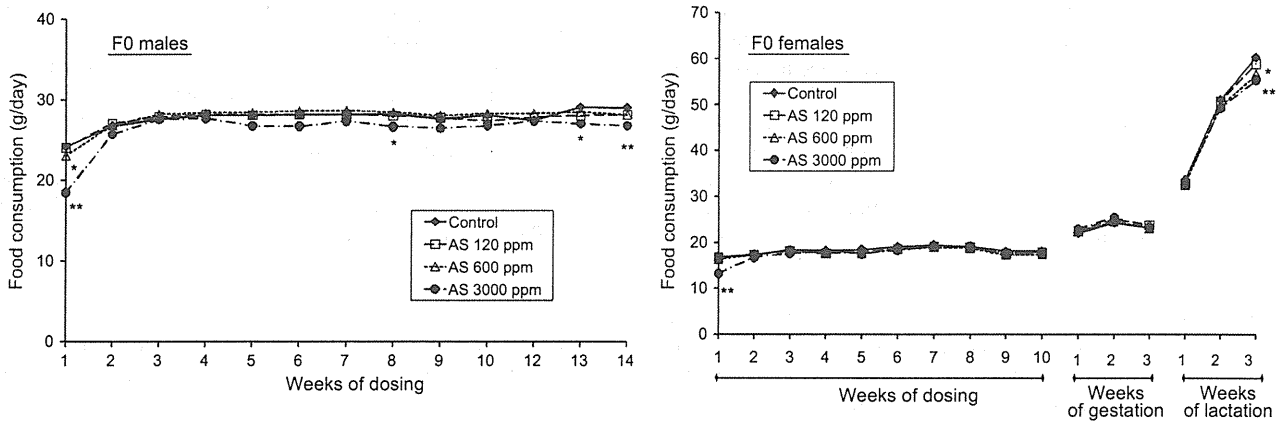 F0 males
Food consumption (g/day)
40
30
20
10
0
*
**
*
*
**
Control
AS 120 ppm
AS 600 ppm
AS 3000 ppm
1 2 3 4 5 6 7 8 9 10 12 13 14
Weeks of dosing
F0 females
Food consumption (g/day)
70
60
50
40
30
20
10
0
Control
AS 120 ppm
AS 600 ppm
AS 3000 ppm
**
*
**
1 2 3 4 5 6 7 8 9 10 1 2 3 1 2 3
Weeks of dosing
Weeks
of gestation
Weeks
of lactation